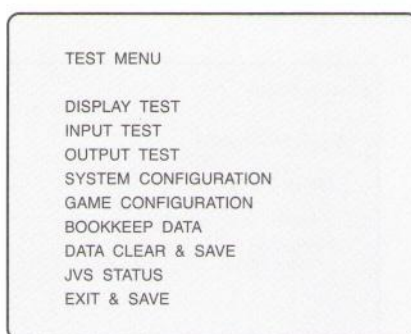 TEST MENU
DISPLAY TEST
INPUT TEST
OUTPUT TEST
SYSTEM CONFIGURATION
GAME CONFIGURATION
BOOKKEEP DATA
DATA CLEAR & SAVE
JVS STATUS
EXIT & SAVE